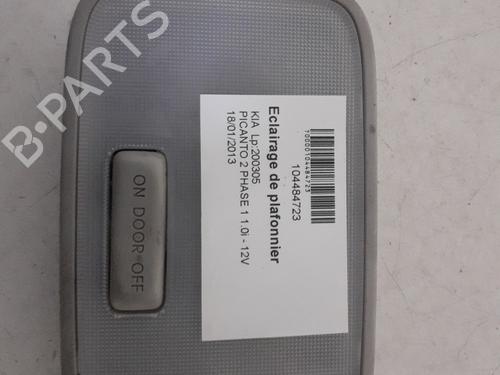 B-PARTS
ON DOOR OFF
Eclairage de plafonnier
KIA Lp:200305
PICANTO 2 PHASE 1 1.0i - 12V
18/01/2013
T0000104484723
104484723